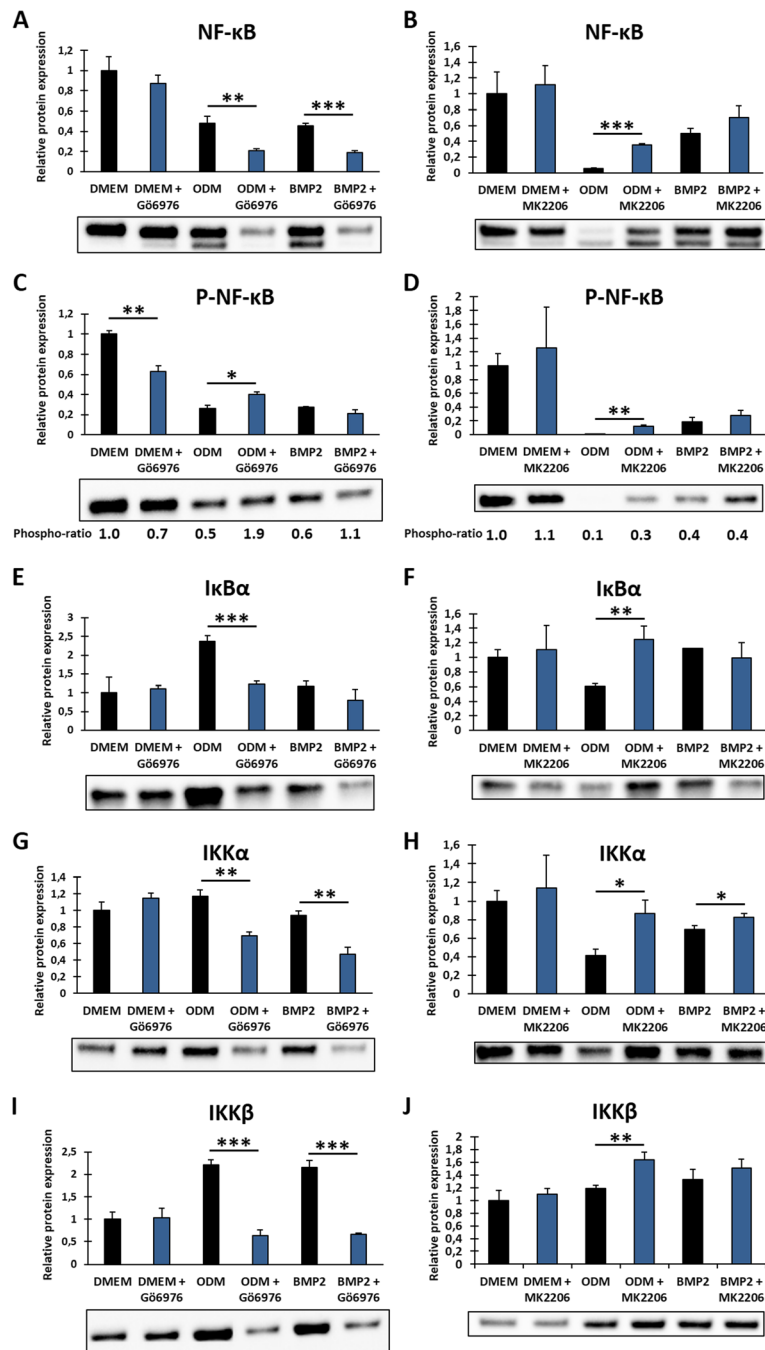 A
NF-κB
Relative protein expression
1,2
1
0,8
0,6
0,4
0,2
0
**
***
DMEM DMEM + ODM ODM + BMP2 BMP2 +
Gö6976 Gö6976 Gö6976
B
NF-κB
Relative protein expression
1,6
1,4
1,2
1
0,8
0,6
0,4
0,2
0
***
DMEM DMEM + ODM ODM + BMP2 BMP2 +
MK2206 MK2206 MK2206
C
P-NF-κB
Relative protein expression
1,2
1
0,8
0,6
0,4
0,2
0
**
*
DMEM DMEM + ODM ODM + BMP2 BMP2 +
Gö6976 Gö6976 Gö6976
Phospho-ratio 1.0 0.7 0.5 1.9 0.6 1.1
D
P-NF-κB
Relative protein expression
2
1,8
1,6
1,4
1,2
1
0,8
0,6
0,4
0,2
0
**
DMEM DMEM + ODM ODM + BMP2 BMP2 +
MK2206 MK2206 MK2206
Phospho-ratio 1.0 1.1 0.1 0.3 0.4 0.4
E
IκBα
Relative protein expression
3
2,5
2
1,5
1
0,5
0
***
DMEM DMEM + ODM ODM + BMP2 BMP2 +
Gö6976 Gö6976 Gö6976
F
IκBα
Relative protein expression
1,6
1,4
1,2
1
0,8
0,6
0,4
0,2
0
**
DMEM DMEM + ODM ODM + BMP2 BMP2 +
MK2206 MK2206 MK2206
G
IKKα
Relative protein expression
1,4
1,2
1
0,8
0,6
0,4
0,2
0
**
**
DMEM DMEM + ODM ODM + BMP2 BMP2 +
Gö6976 Gö6976 Gö6976
H
IKKα
Relative protein expression
1,6
1,4
1,2
1
0,8
0,6
0,4
0,2
0
*
*
DMEM DMEM + ODM ODM + BMP2 BMP2 +
MK2206 MK2206 MK2206
I
IKKβ
Relative protein expression
2,5
2
1,5
1
0,5
0
***
***
DMEM DMEM + ODM ODM + BMP2 BMP2 +
Gö6976 Gö6976 Gö6976
J
IKKβ
Relative protein expression
2
1,8
1,6
1,4
1,2
1
0,8
0,6
0,4
0,2
0
**
DMEM DMEM + ODM ODM + BMP2 BMP2 +
MK2206 MK2206 MK2206